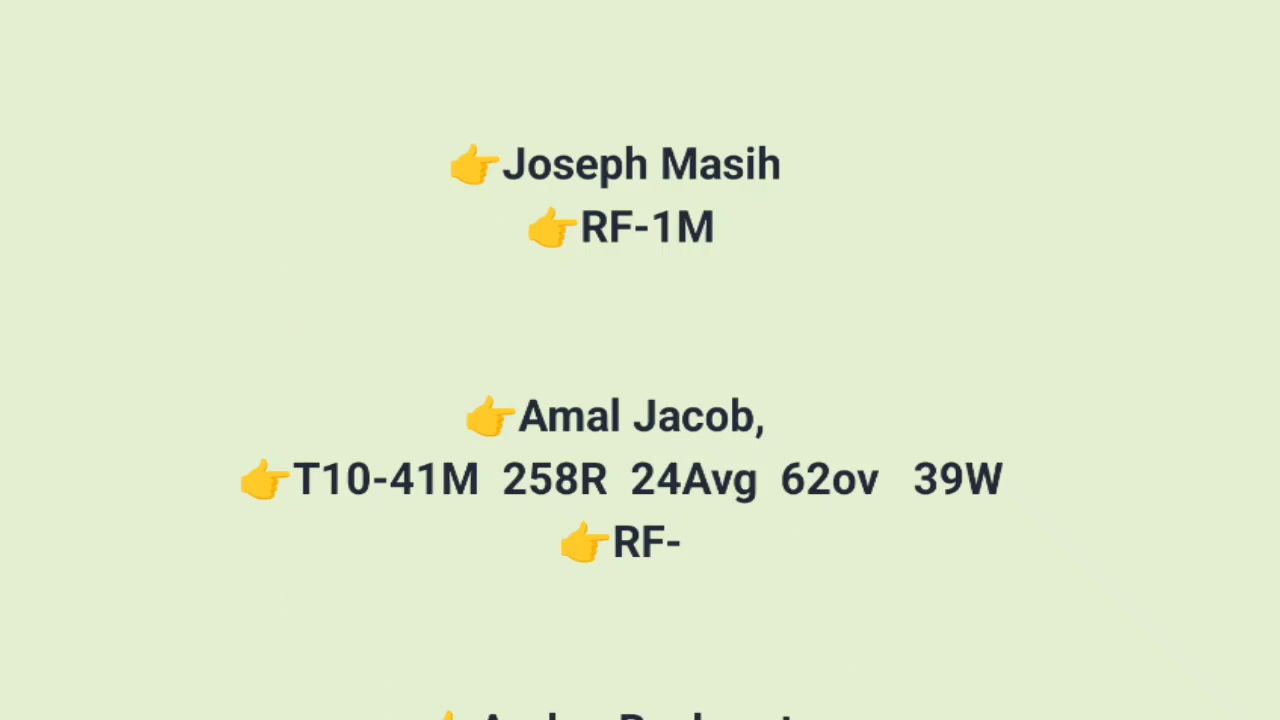 👉Joseph Masih
👉RF-1M
👉Amal Jacob,
👉T10-41M 258R 24Avg 62ov 39W
👉RF-